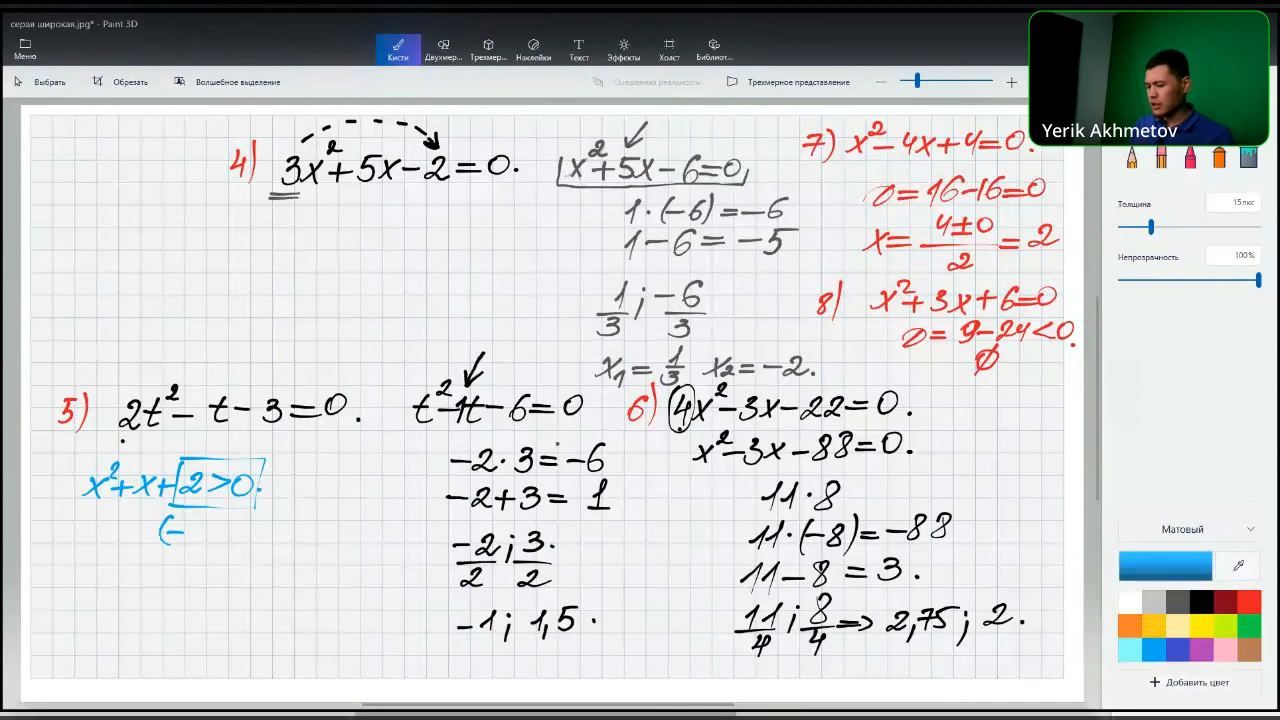 серая широкая.jpg* - Paint 3D
Меню
Кисти
Двухмер...
Трехмер...
Наклейки
Текст
Эффекты
Холст
Библиот...
Выбрать
Обрезать
Волшебное выделение
Смешанная реальность
Трехмерное представление
Yerik Akhmetov
Толщина
15 пкс
Непрозрачность
100%
Матовый
Добавить цвет
4) 3x²+5x-2=0.
x²+5x-6=0
1·(-6)=-6
1-6=-5
1/3 ; -6/3
x₁=1/3 x₂=-2.
7) x²-4x+4=0.
D=16-16=0
x=(4±0)/2=2
8) x²+3x+6=0
D=9-24<0.
∅
5) 2t²-t-3=0.
t²-1t-6=0
-2·3=-6
-2+3=1
-2/2 ; 3/2.
-1; 1,5.
x²+x+2>0.
(-
6) 4x²-3x-22=0.
x²-3x-88=0.
11·8
11·(-8)=-88
11-8=3.
11/4 ; 8/4 => 2,75; 2.